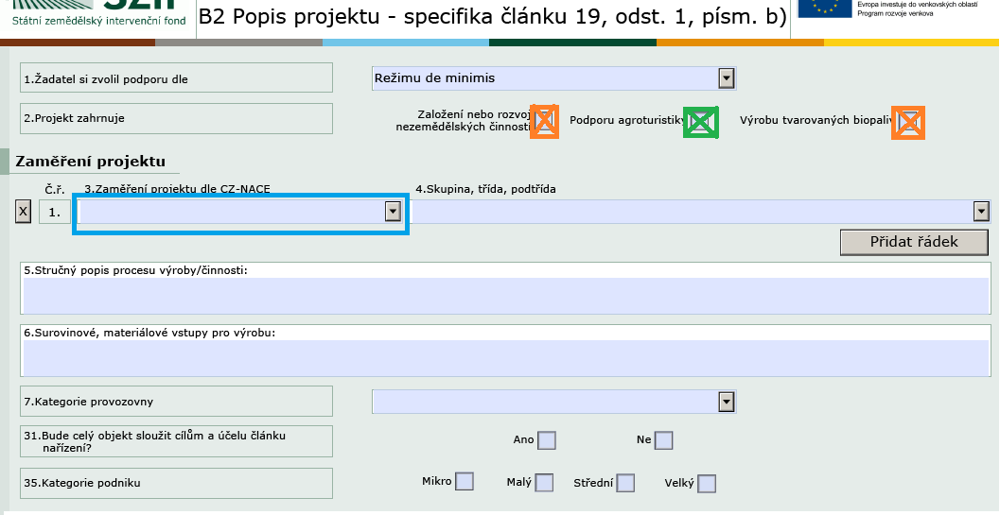 Státní zemědělský intervenční fond
B2 Popis projektu - specifika článku 19, odst. 1, písm. b)
Evropa investuje do venkovských oblastí
Program rozvoje venkova
1.Žadatel si zvolil podporu dle
Režimu de minimis
2.Projekt zahrnuje
Založení nebo rozvoj
nezemědělských činností
Podporu agroturistiky
Výrobu tvarovaných biopaliv
Zaměření projektu
Č.ř.
3.Zaměření projektu dle CZ-NACE
4.Skupina, třída, podtřída
X
1.
Přidat řádek
5.Stručný popis procesu výroby/činnosti:
6.Surovinové, materiálové vstupy pro výrobu:
7.Kategorie provozovny
31.Bude celý objekt sloužit cílům a účelu článku
nařízení?
Ano
Ne
35.Kategorie podniku
Mikro
Malý
Střední
Velký